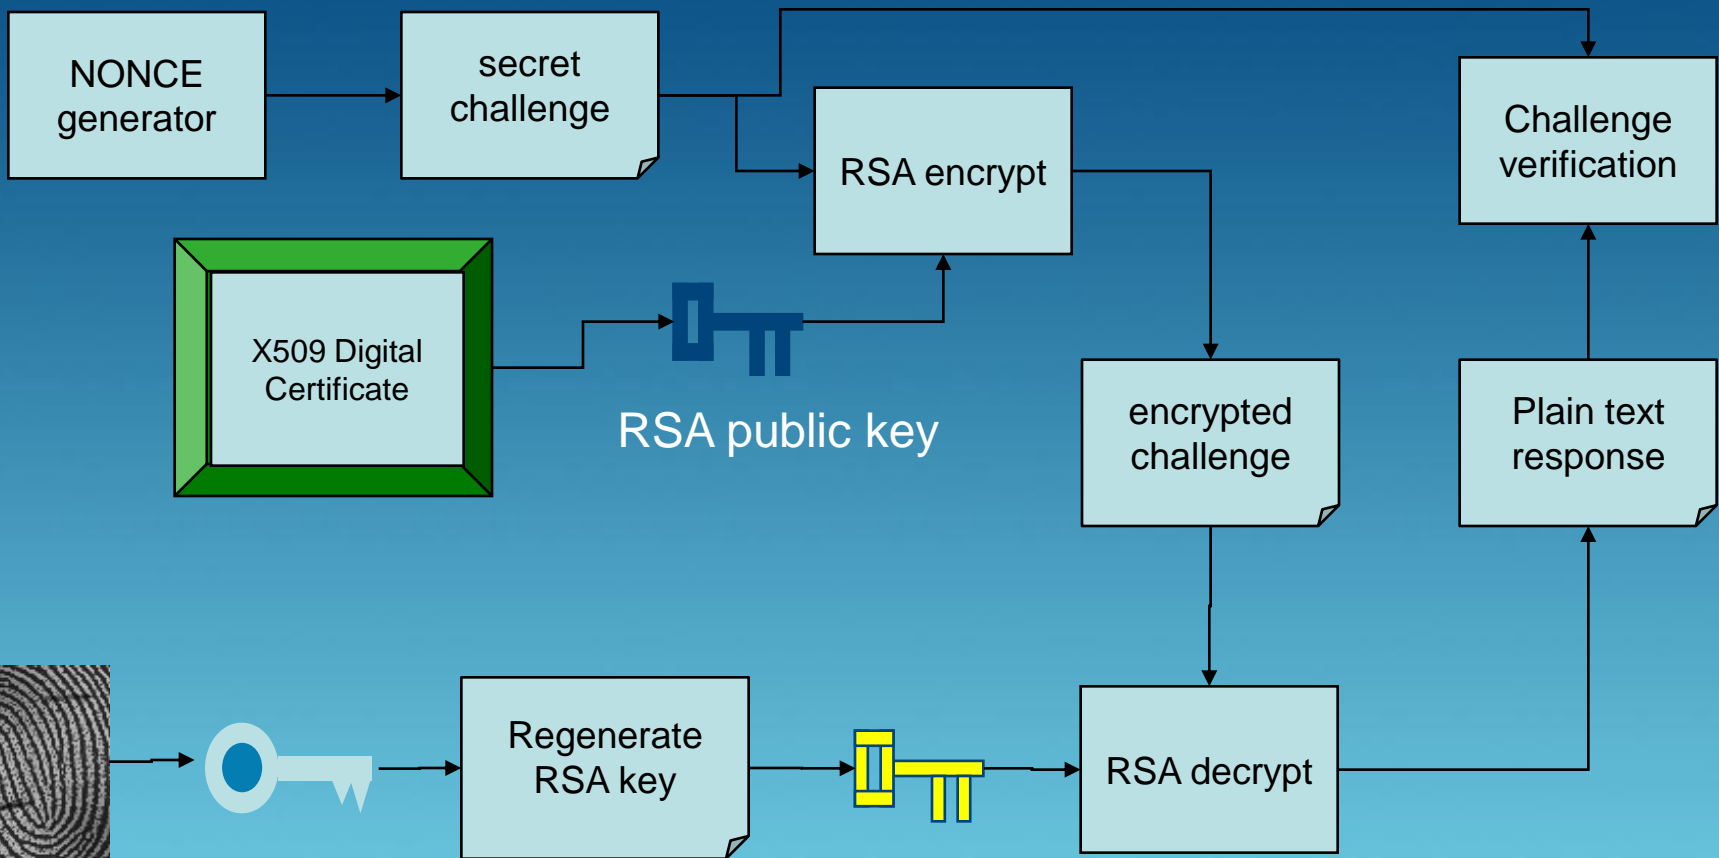 NONCE
generator
secret
challenge
RSA encrypt
Challenge
verification
X509 Digital
Certificate
RSA public key
encrypted
challenge
Plain text
response
Regenerate
RSA key
RSA decrypt